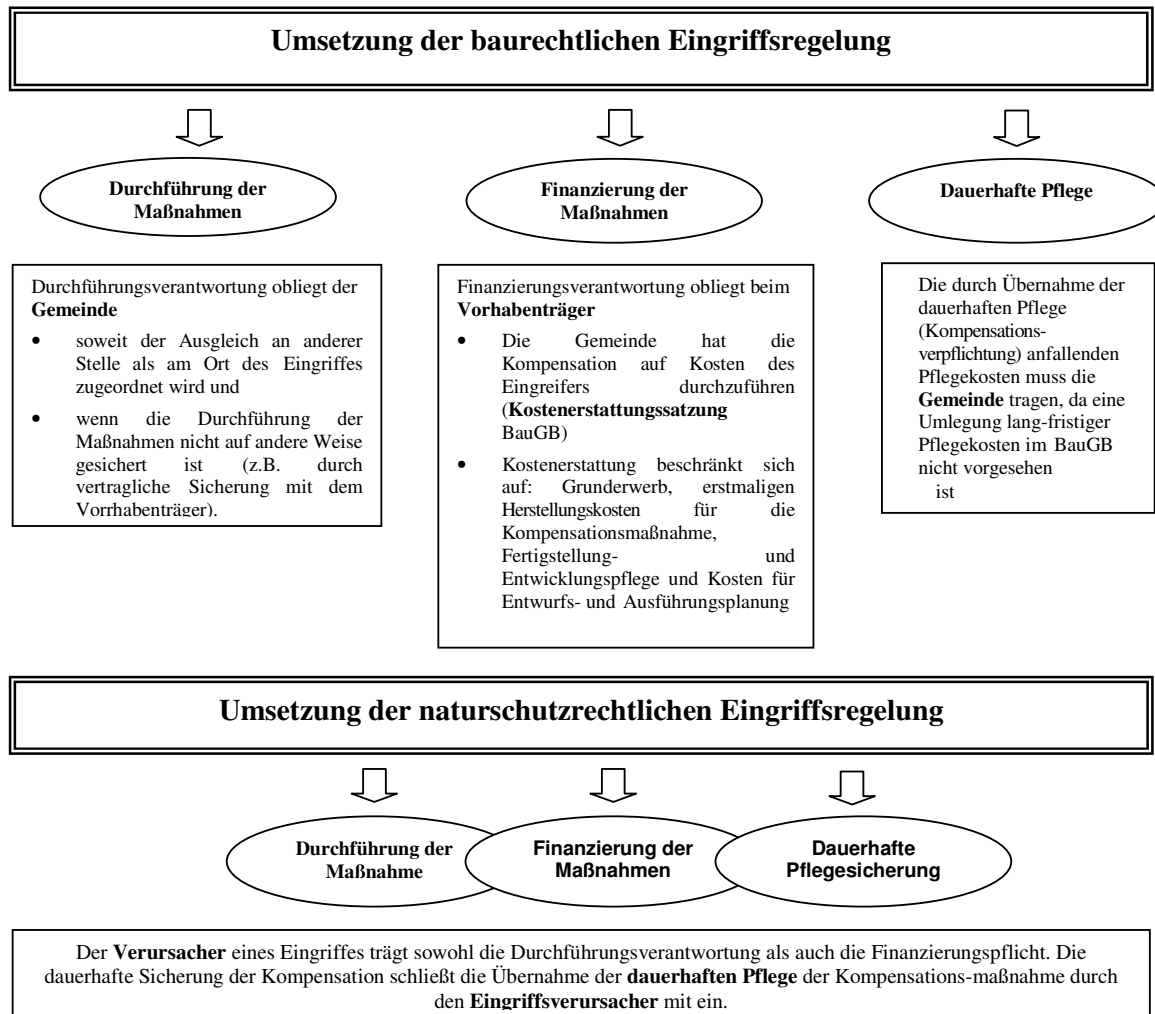 Umsetzung der baurechtlichen Eingriffsregelung
Durchführung der
Maßnahmen
Finanzierung der
Maßnahmen
Dauerhafte Pflege
Durchführungsverantwortung obliegt der
Gemeinde
• soweit der Ausgleich an anderer
Stelle als am Ort des Eingriffes
zugeordnet wird und
• wenn die Durchführung der
Maßnahmen nicht auf andere Weise
gesichert ist (z.B. durch
vertragliche Sicherung mit dem
Vorrhabenträger).
Finanzierungsverantwortung obliegt beim
Vorhabenträger
• Die Gemeinde hat die
Kompensation auf Kosten des
Eingreifers durchzuführen
(Kostenerstattungssatzung
BauGB)
• Kostenerstattung beschränkt sich
auf: Grunderwerb, erstmaligen
Herstellungskosten für die
Kompensationsmaßnahme,
Fertigstellung- und
Entwicklungspflege und Kosten für
Entwurfs- und Ausführungsplanung
Die durch Übernahme der
dauerhaften Pflege
(Kompensations-
verpflichtung) anfallenden
Pflegekosten muss die
Gemeinde tragen, da eine
Umlegung lang-fristiger
Pflegekosten im BauGB
nicht vorgesehen
ist
Umsetzung der naturschutzrechtlichen Eingriffsregelung
Durchführung der
Maßnahme
Finanzierung der
Maßnahmen
Dauerhafte
Pflegesicherung
Der Verursacher eines Eingriffes trägt sowohl die Durchführungsverantwortung als auch die Finanzierungspflicht. Die
dauerhafte Sicherung der Kompensation schließt die Übernahme der dauerhaften Pflege der Kompensations-maßnahme durch
den Eingriffsverursacher mit ein.